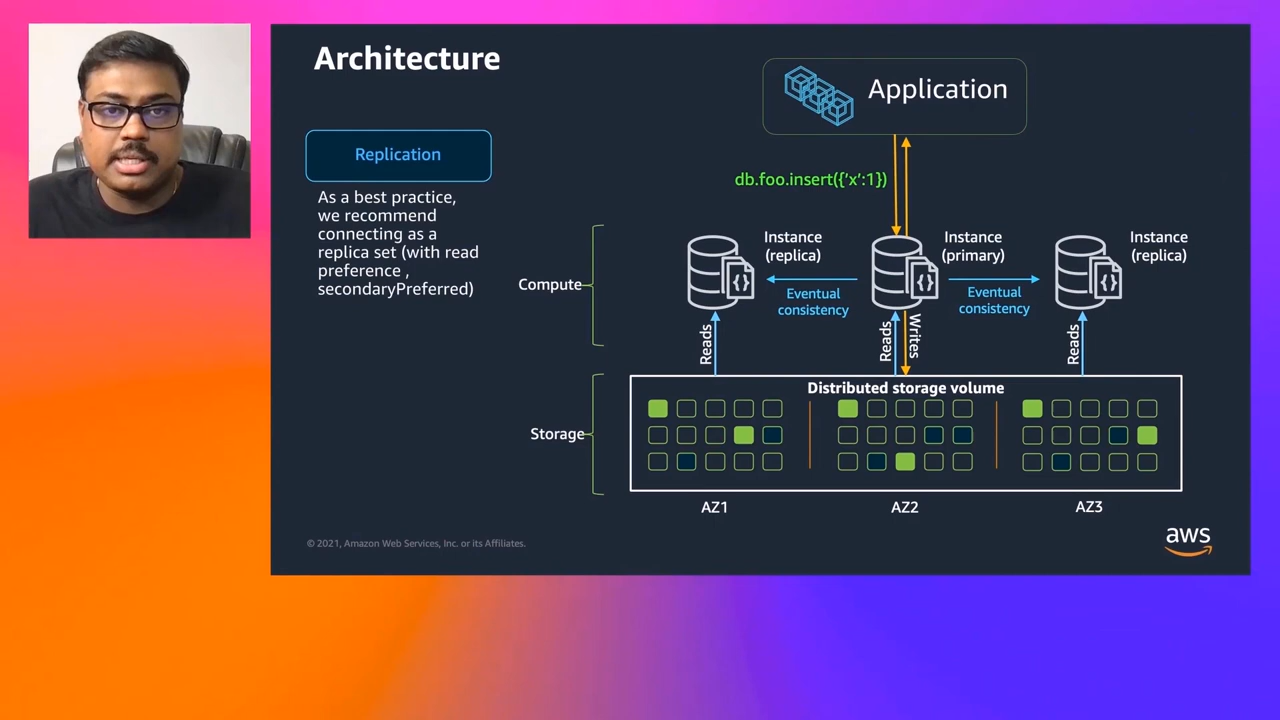 Architecture
Application
Replication
As a best practice,
we recommend
connecting as a
replica set (with read
preference ,
secondaryPreferred)
db.foo.insert({'x':1})
Compute
Instance
(replica)
Instance
(primary)
Instance
(replica)
Eventual
consistency
Eventual
consistency
Reads
Reads
Writes
Reads
Storage
Distributed storage volume
AZ1
AZ2
AZ3
© 2021, Amazon Web Services, Inc. or its Affiliates.
aws